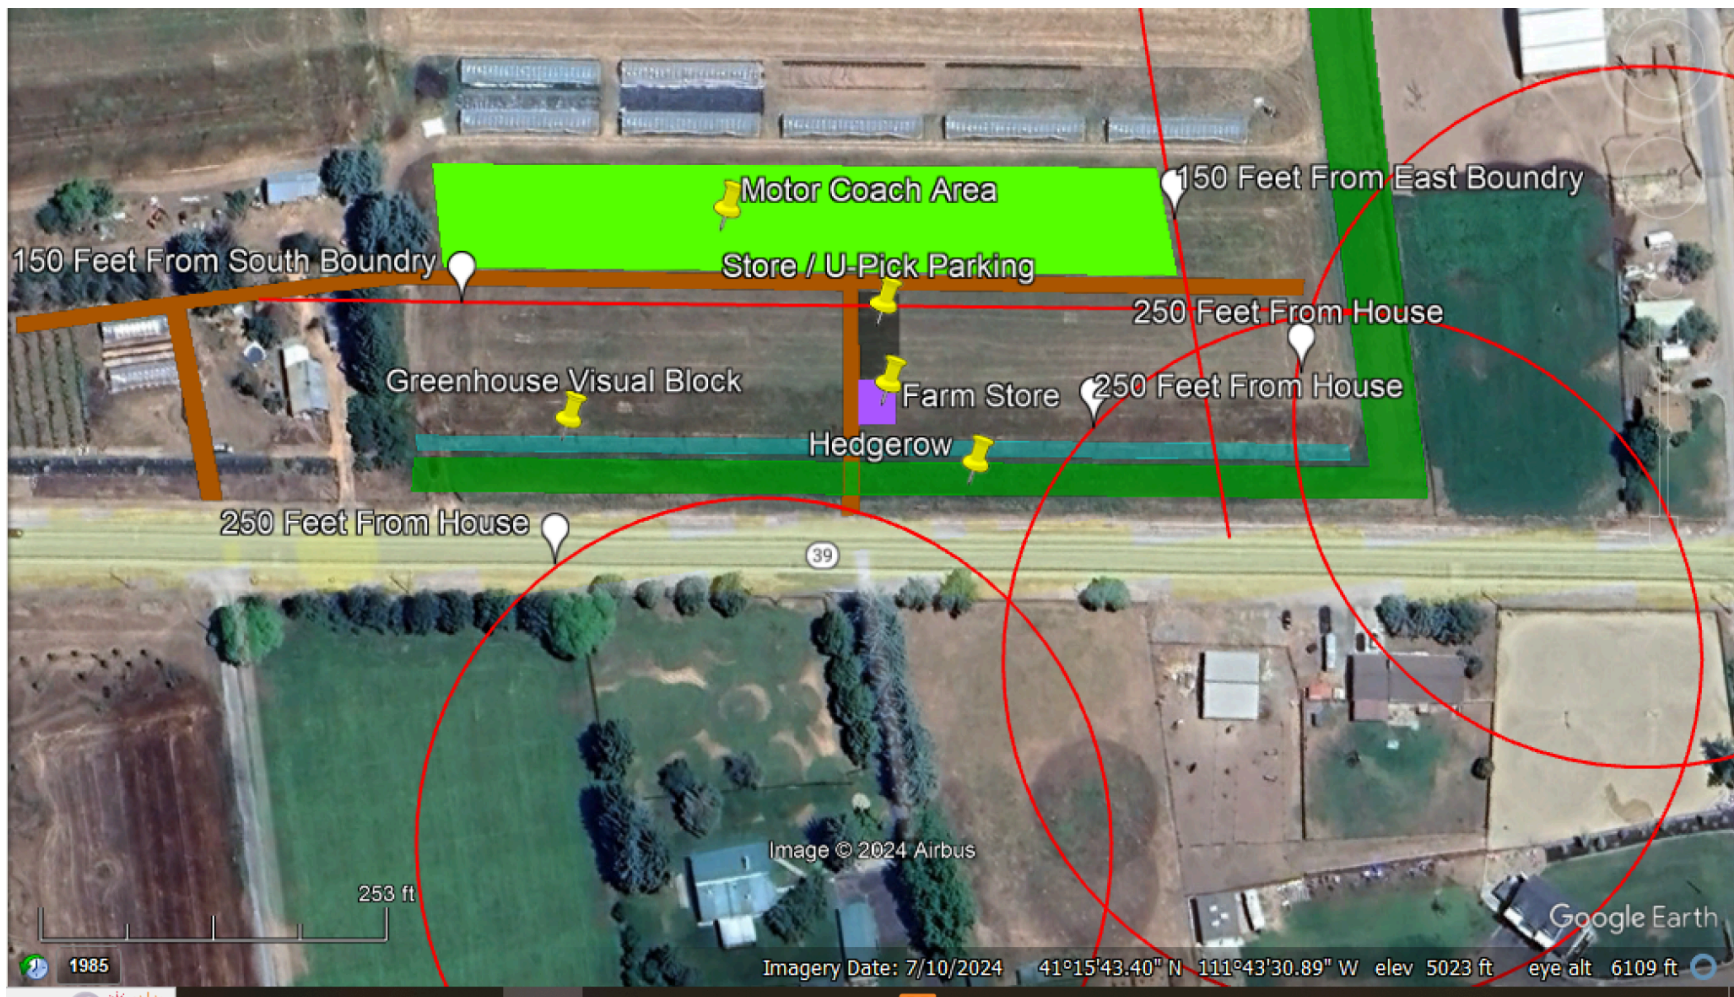 Motor Coach Area
150 Feet From East Boundry
150 Feet From South Boundry
Store / U-Pick Parking
250 Feet From House
Greenhouse Visual Block
250 Feet From House
Farm Store
Hedgerow
250 Feet From House
39
Image © 2024 Airbus
253 ft
Google Earth
1985
Imagery Date: 7/10/2024 41°15'43.40" N 111°43'30.89" W elev 5023 ft eye alt 6109 ft